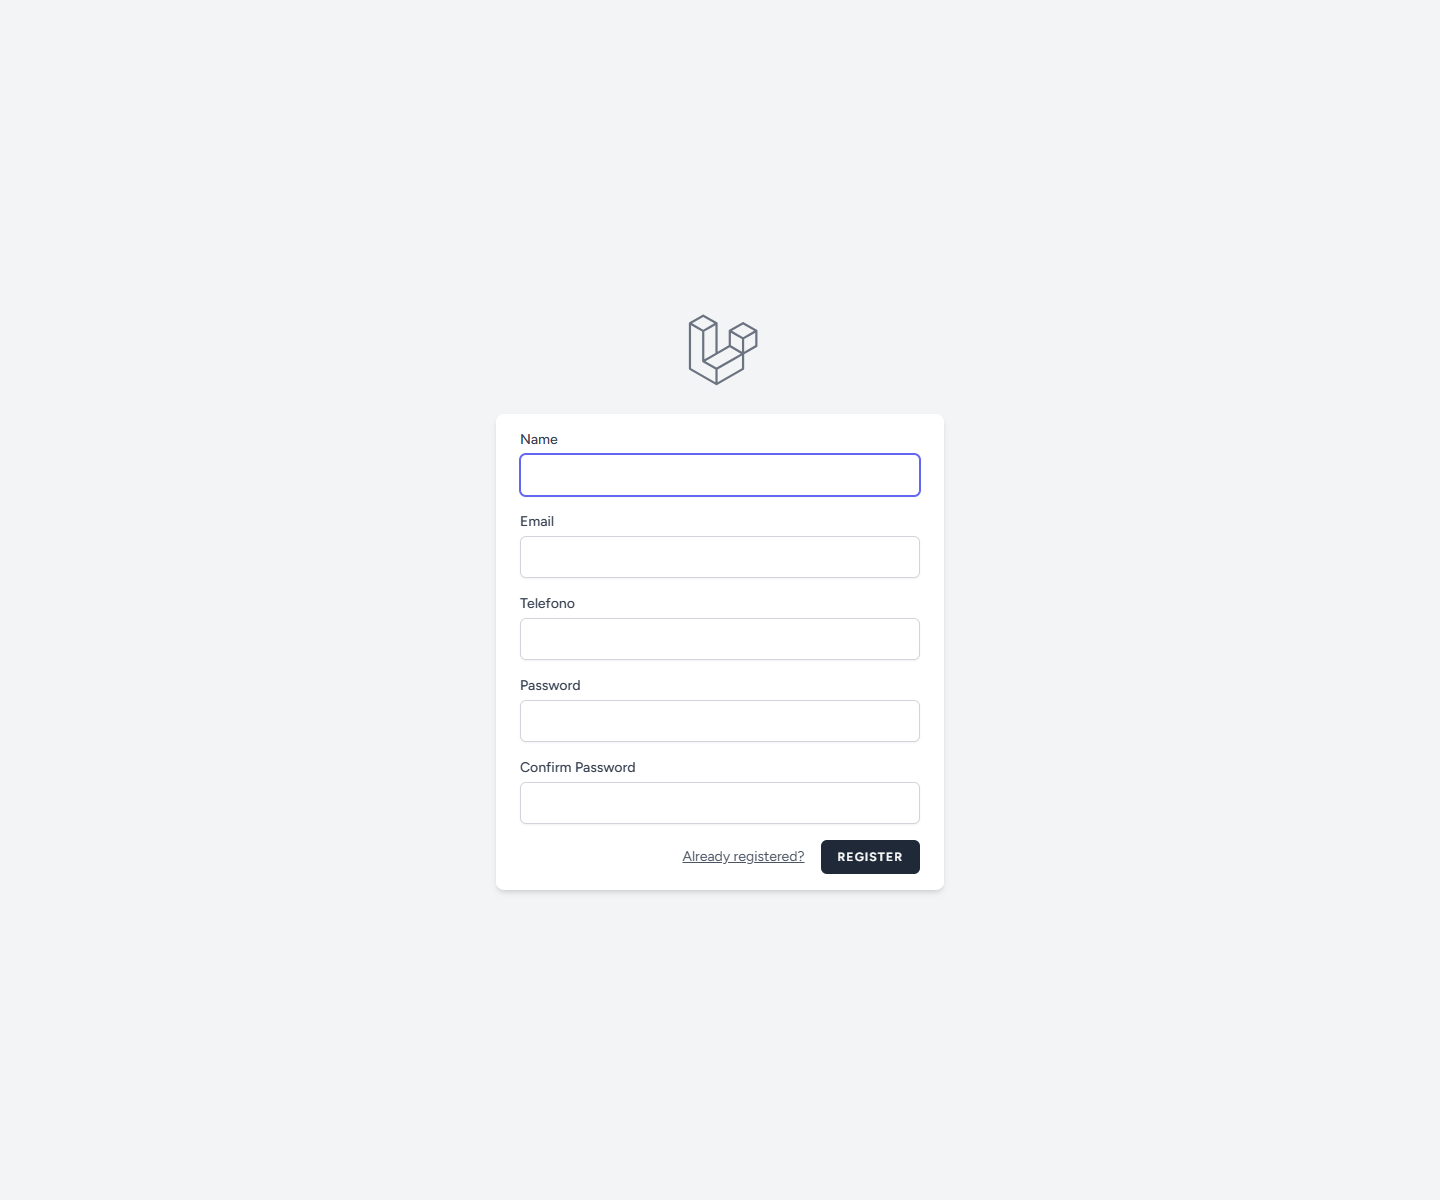 Name
Email
Telefono
Password
Confirm Password
Already registered? REGISTER